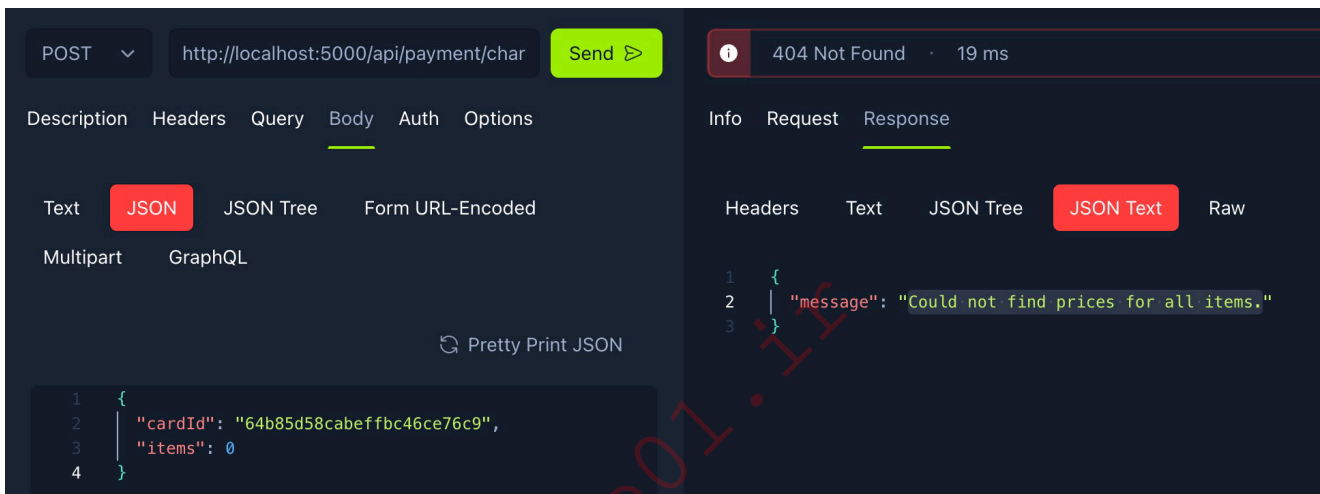 POST
http://localhost:5000/api/payment/char
Send
Description Headers Query Body Auth Options
Text JSON JSON Tree Form URL-Encoded
Multipart GraphQL
Pretty Print JSON
1 {
2 "cardId": "64b85d58cabeffbc46ce76c9",
3 "items": 0
4 }
404 Not Found · 19 ms
Info Request Response
Headers Text JSON Tree JSON Text Raw
1 {
2 "message": "Could not find prices for all items."
3 }